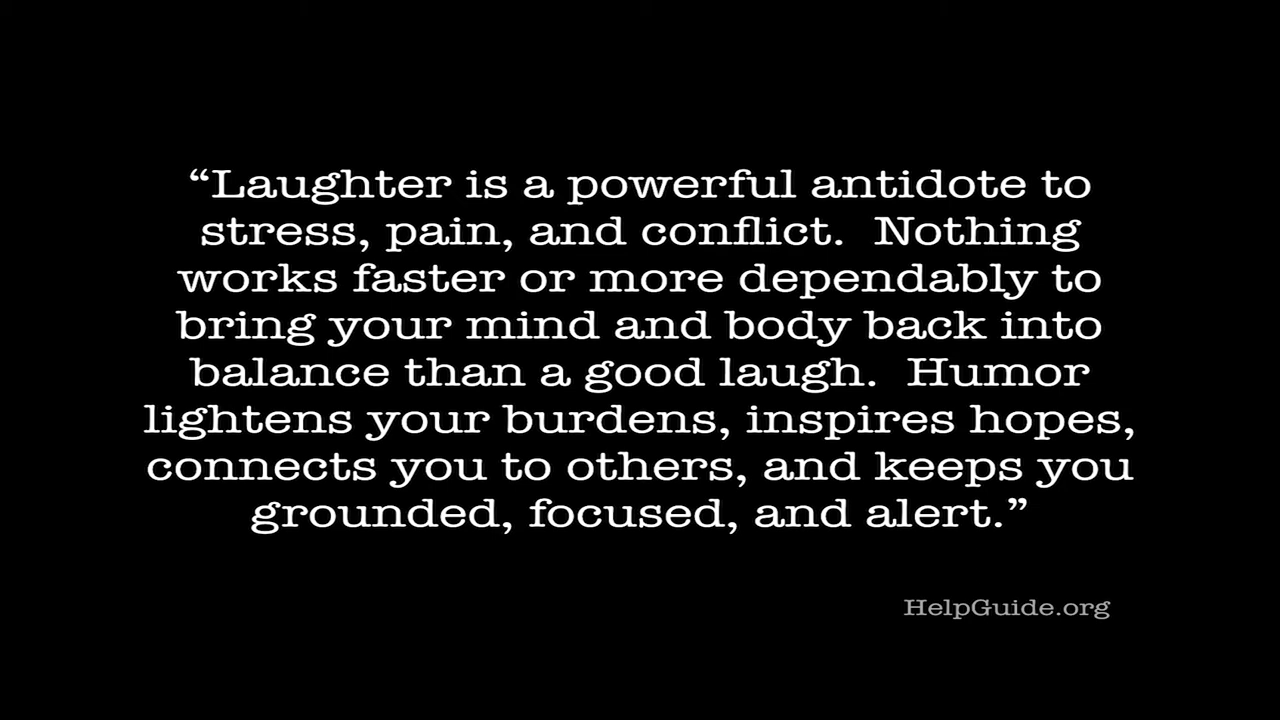 “Laughter is a powerful antidote to
stress, pain, and conflict.  Nothing
works faster or more dependably to
bring your mind and body back into
balance than a good laugh.  Humor
lightens your burdens, inspires hopes,
connects you to others, and keeps you
grounded, focused, and alert.”
HelpGuide.org